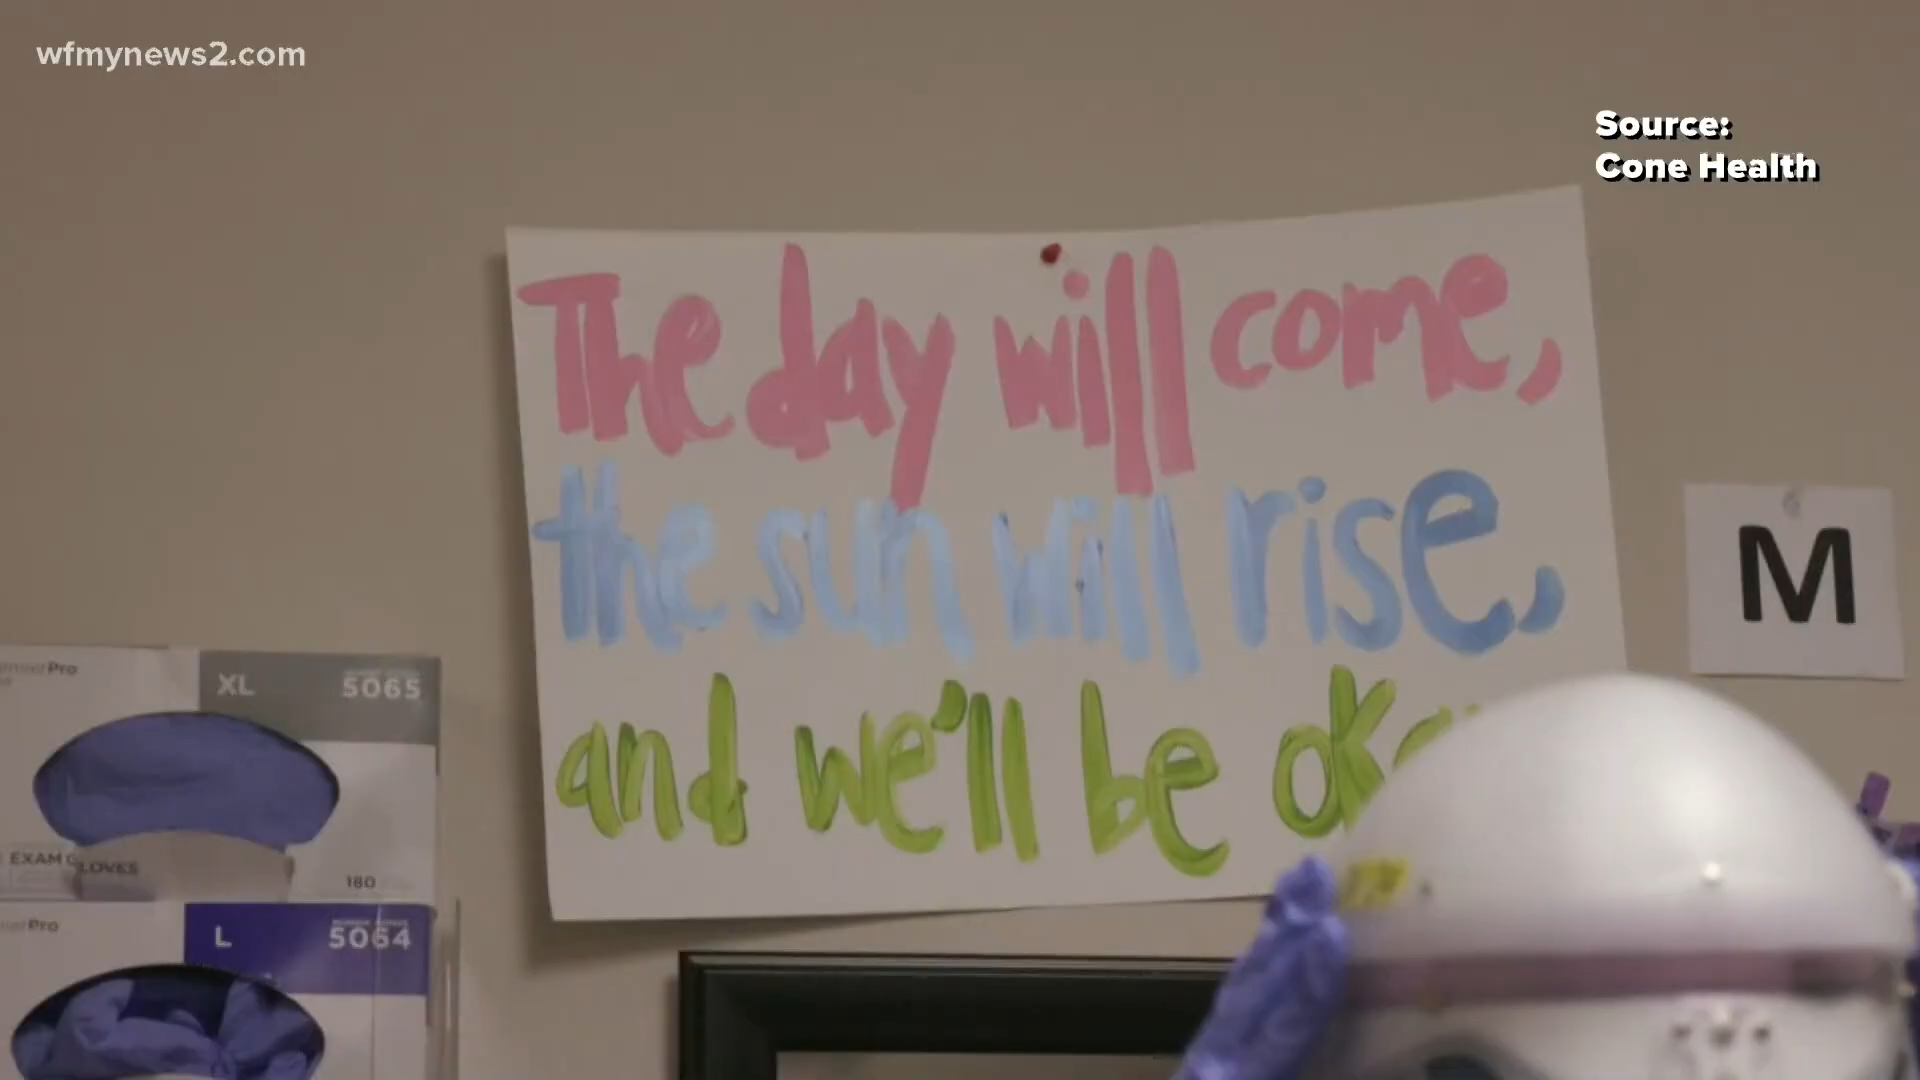 wfmynews2.com
Source:
Cone Health
The day will come,
the sun will rise,
and we'll be
M
XL 5065
EXAM GLOVES
180
L 5064